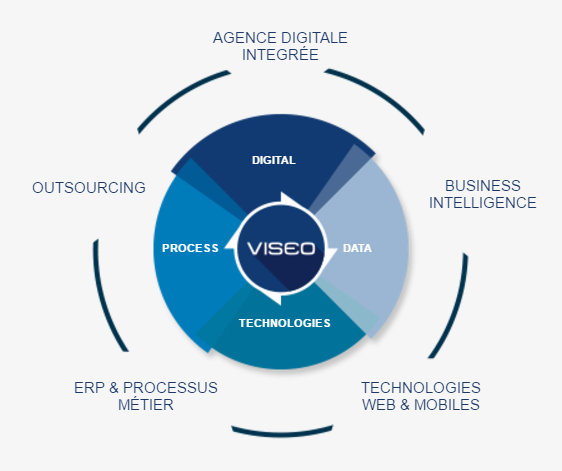 AGENCE DIGITALE
INTEGRÉE
DIGITAL
OUTSOURCING
BUSINESS
INTELLIGENCE
PROCESS
VISEO
DATA
TECHNOLOGIES
ERP & PROCESSUS
MÉTIER
TECHNOLOGIES
WEB & MOBILES